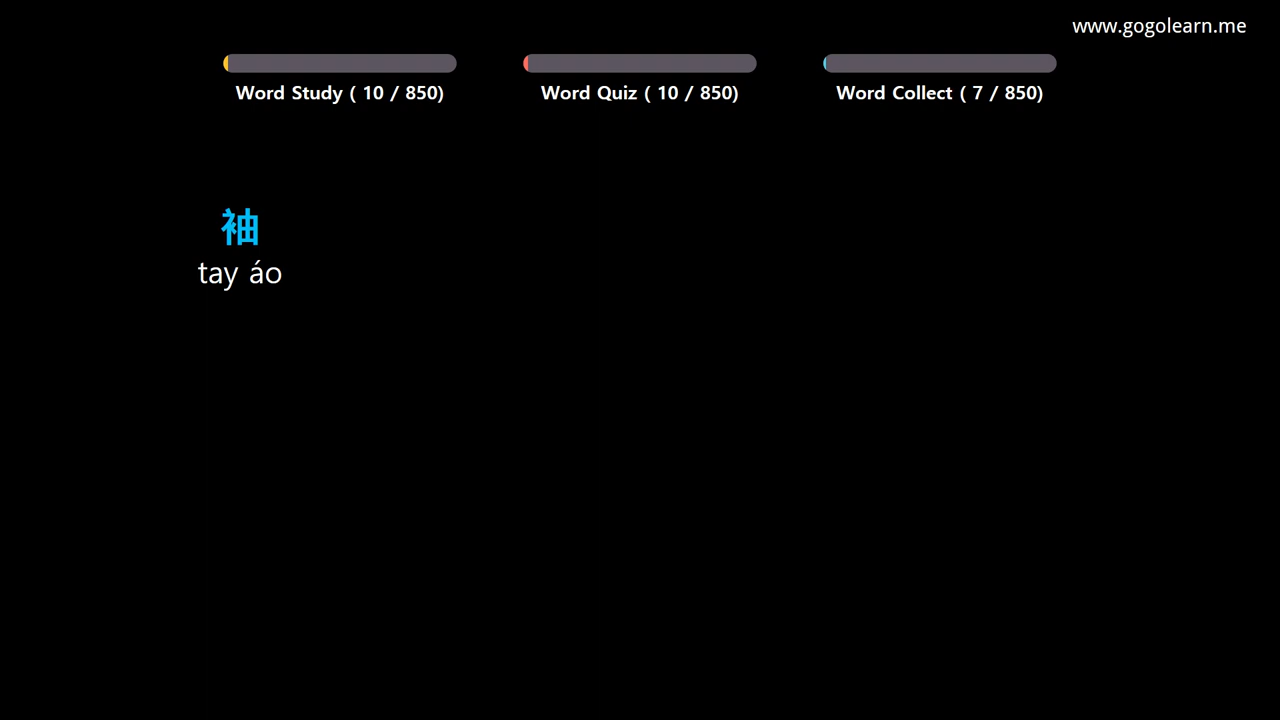 www.gogolearn.me
Word Study ( 10 / 850)
Word Quiz ( 10 / 850)
Word Collect ( 7 / 850)
袖
tay áo